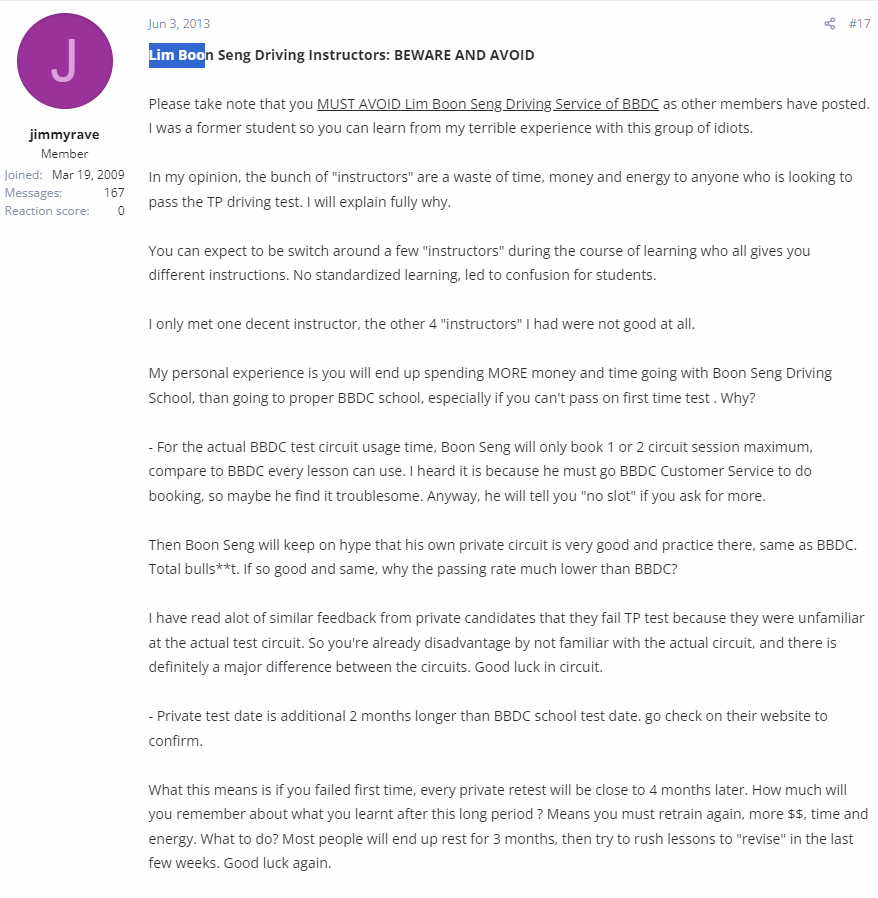 J
jimmyrave
Member
Joined: Mar 19, 2009
Messages: 167
Reaction score: 0
Jun 3, 2013
#17
Lim Boon Seng Driving Instructors: BEWARE AND AVOID
Please take note that you MUST AVOID Lim Boon Seng Driving Service of BBDC as other members have posted.
I was a former student so you can learn from my terrible experience with this group of idiots.
In my opinion, the bunch of "instructors" are a waste of time, money and energy to anyone who is looking to
pass the TP driving test. I will explain fully why.
You can expect to be switch around a few "instructors" during the course of learning who all gives you
different instructions. No standardized learning, led to confusion for students.
I only met one decent instructor, the other 4 "instructors" I had were not good at all.
My personal experience is you will end up spending MORE money and time going with Boon Seng Driving
School, than going to proper BBDC school, especially if you can't pass on first time test . Why?
- For the actual BBDC test circuit usage time, Boon Seng will only book 1 or 2 circuit session maximum,
compare to BBDC every lesson can use. I heard it is because he must go BBDC Customer Service to do
booking, so maybe he find it troublesome. Anyway, he will tell you "no slot" if you ask for more.
Then Boon Seng will keep on hype that his own private circuit is very good and practice there, same as BBDC.
Total bulls**t. If so good and same, why the passing rate much lower than BBDC?
I have read alot of similar feedback from private candidates that they fail TP test because they were unfamiliar
at the actual test circuit. So you're already disadvantage by not familiar with the actual circuit, and there is
definitely a major difference between the circuits. Good luck in circuit.
- Private test date is additional 2 months longer than BBDC school test date. go check on their website to
confirm.
What this means is if you failed first time, every private retest will be close to 4 months later. How much will
you remember about what you learnt after this long period ? Means you must retrain again, more $$, time and
energy. What to do? Most people will end up rest for 3 months, then try to rush lessons to "revise" in the last
few weeks. Good luck again.